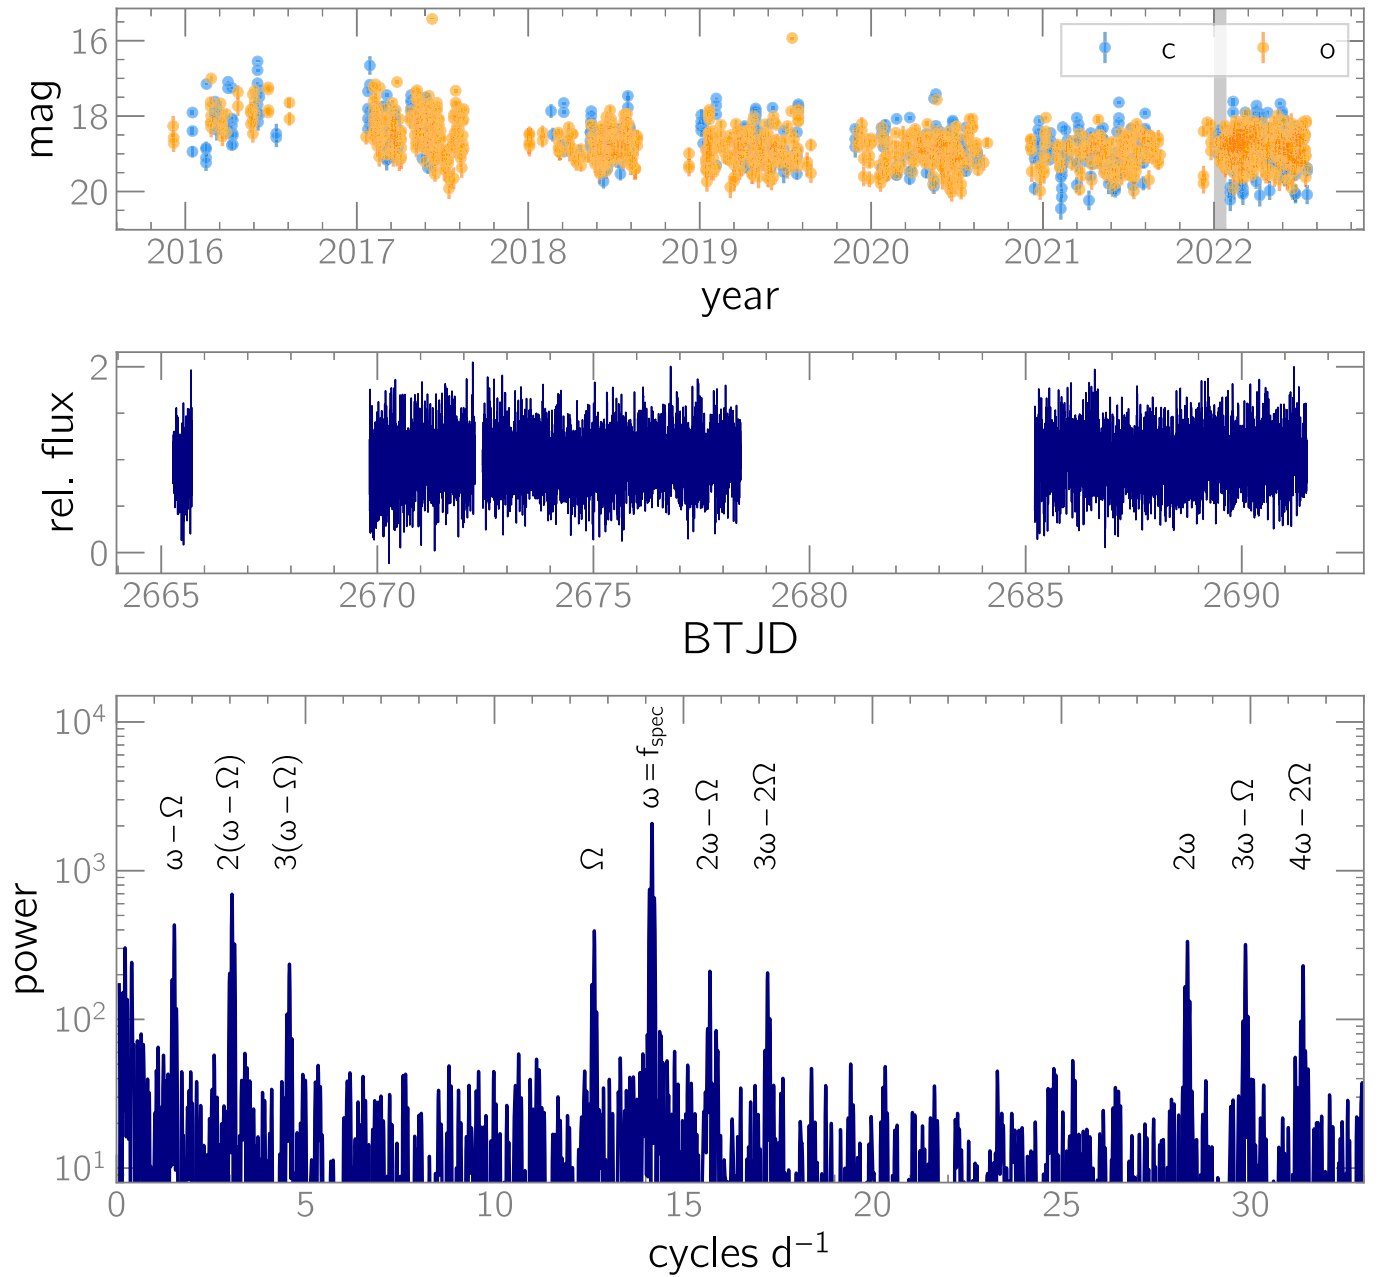 mag
16
18
20
c
o
2016 2017 2018 2019 2020 2021 2022
year
rel. flux
2
0
2665 2670 2675 2680 2685 2690
BTJD
power
10⁴
10³
10²
10¹
ω − Ω
2(ω − Ω)
3(ω − Ω)
Ω
ω = f_spec
2ω − Ω
3ω − 2Ω
2ω
3ω − Ω
4ω − 2Ω
0 5 10 15 20 25 30
cycles d⁻¹